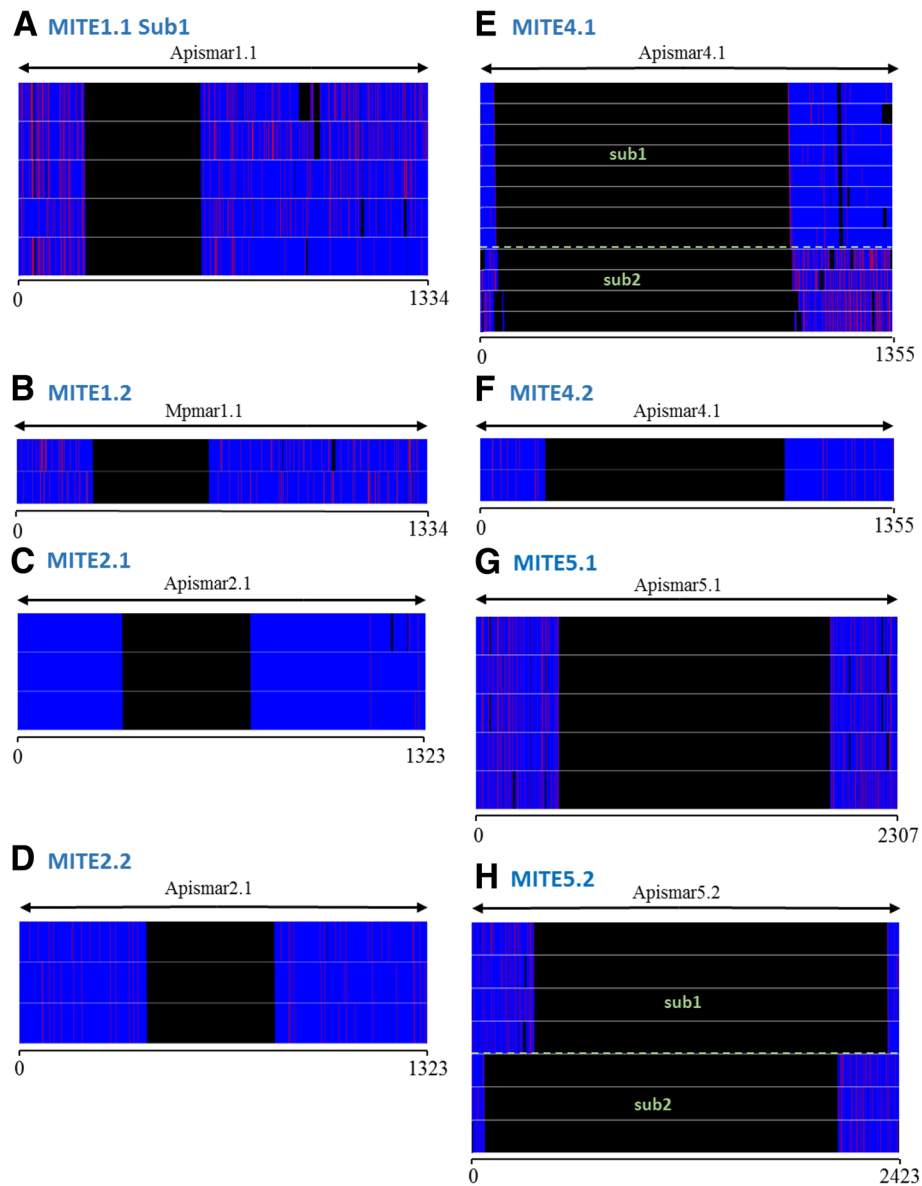 A MITE1.1 Sub1
Apismar1.1
0 1334
B MITE1.2
Mpmar1.1
0 1334
C MITE2.1
Apismar2.1
0 1323
D MITE2.2
Apismar2.1
0 1323
E MITE4.1
Apismar4.1
sub1
sub2
0 1355
F MITE4.2
Apismar4.1
0 1355
G MITE5.1
Apismar5.1
0 2307
H MITE5.2
Apismar5.2
sub1
sub2
0 2423